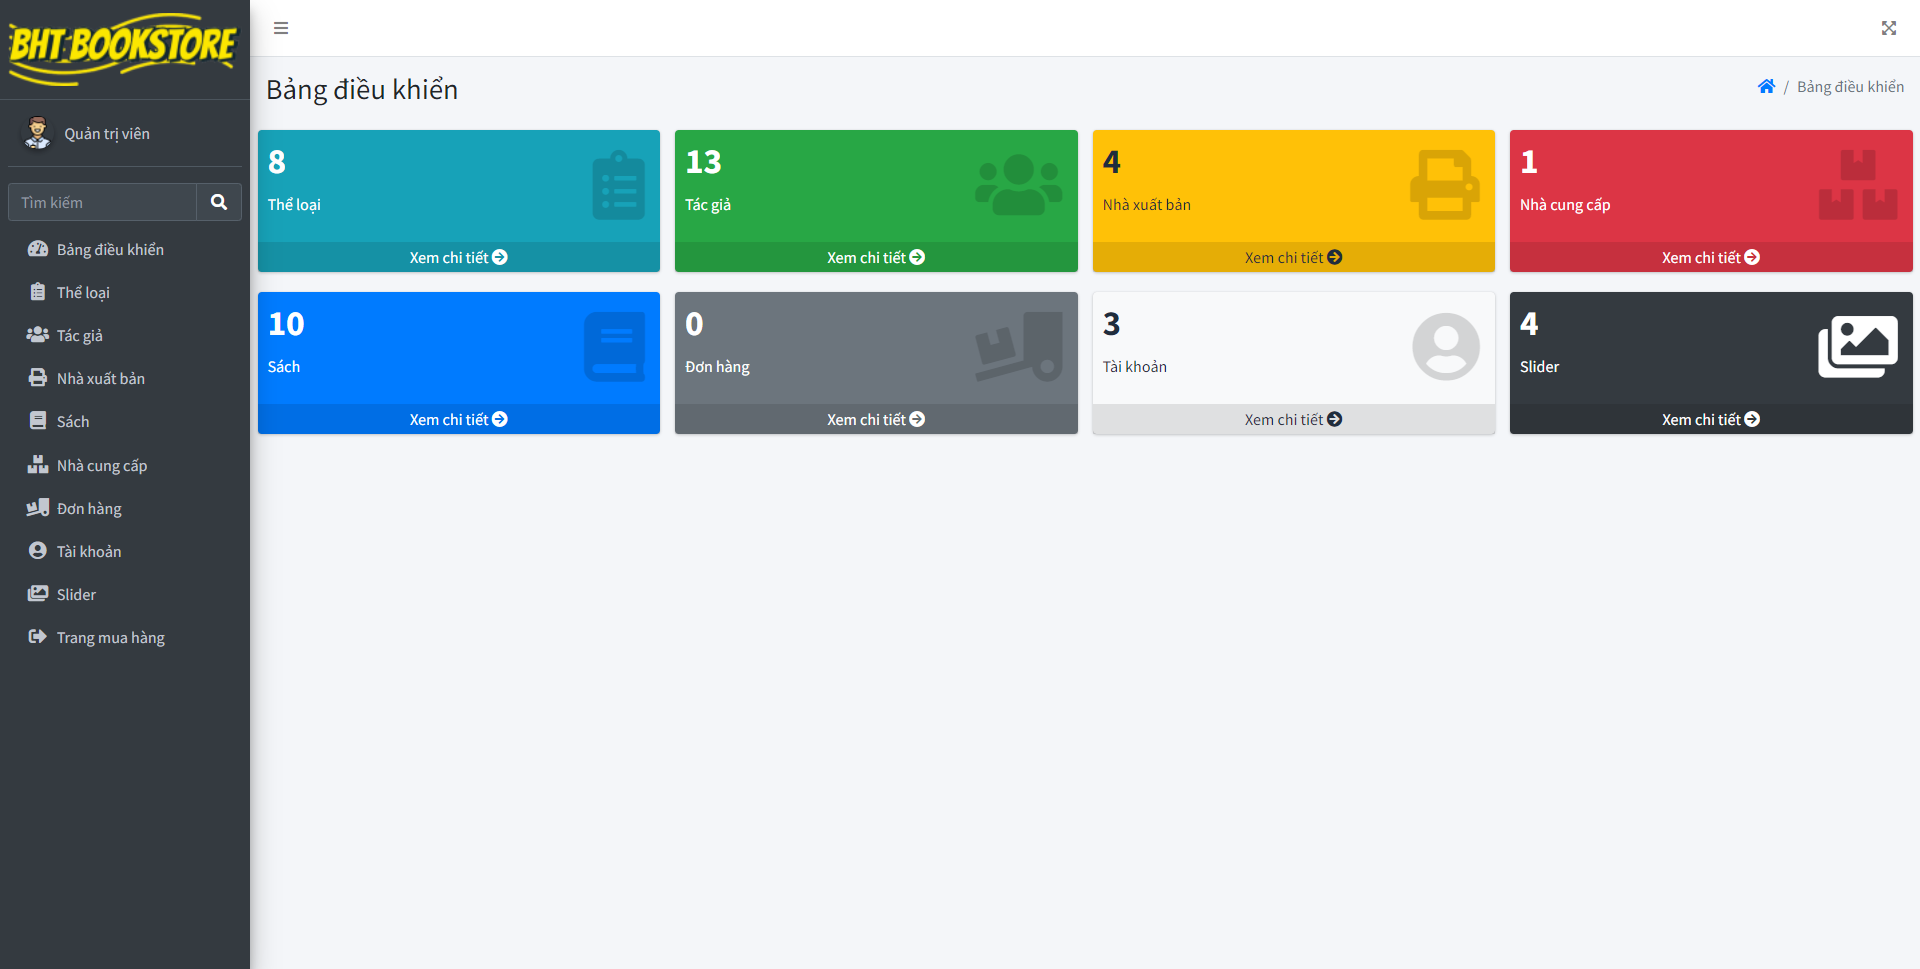 BHT BOOKSTORE
Quản trị viên
Tìm kiếm
Bảng điều khiển
Thể loại
Tác giả
Nhà xuất bản
Sách
Nhà cung cấp
Đơn hàng
Tài khoản
Slider
Trang mua hàng
Bảng điều khiển
/ Bảng điều khiển
8
Thể loại
Xem chi tiết
13
Tác giả
Xem chi tiết
4
Nhà xuất bản
Xem chi tiết
1
Nhà cung cấp
Xem chi tiết
10
Sách
Xem chi tiết
0
Đơn hàng
Xem chi tiết
3
Tài khoản
Xem chi tiết
4
Slider
Xem chi tiết